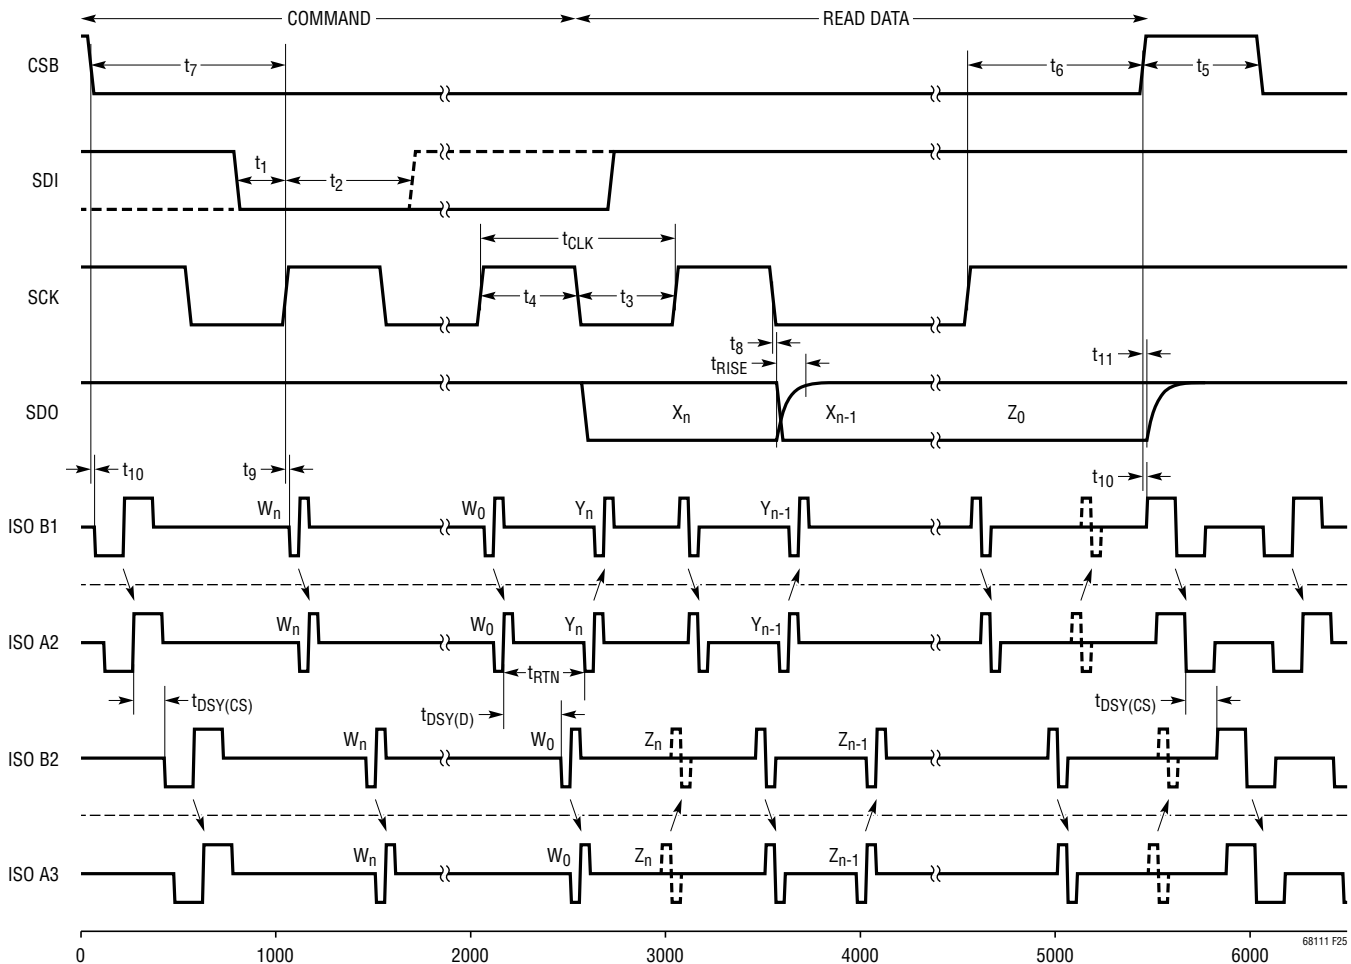 COMMAND READ DATA
CSB t7 t6 t5
SDI t1 t2
tCLK
SCK t4 t3
t8
tRISE t11
SDO Xn Xn-1 Z0
t10 t9 t10
ISO B1 Wn W0 Yn Yn-1
ISO A2 Wn W0 Yn Yn-1
tRTN
tDSY(CS) tDSY(D) tDSY(CS)
ISO B2 Wn W0 Zn Zn-1
ISO A3 Wn W0 Zn Zn-1
0 1000 2000 3000 4000 5000 6000
68111 F25